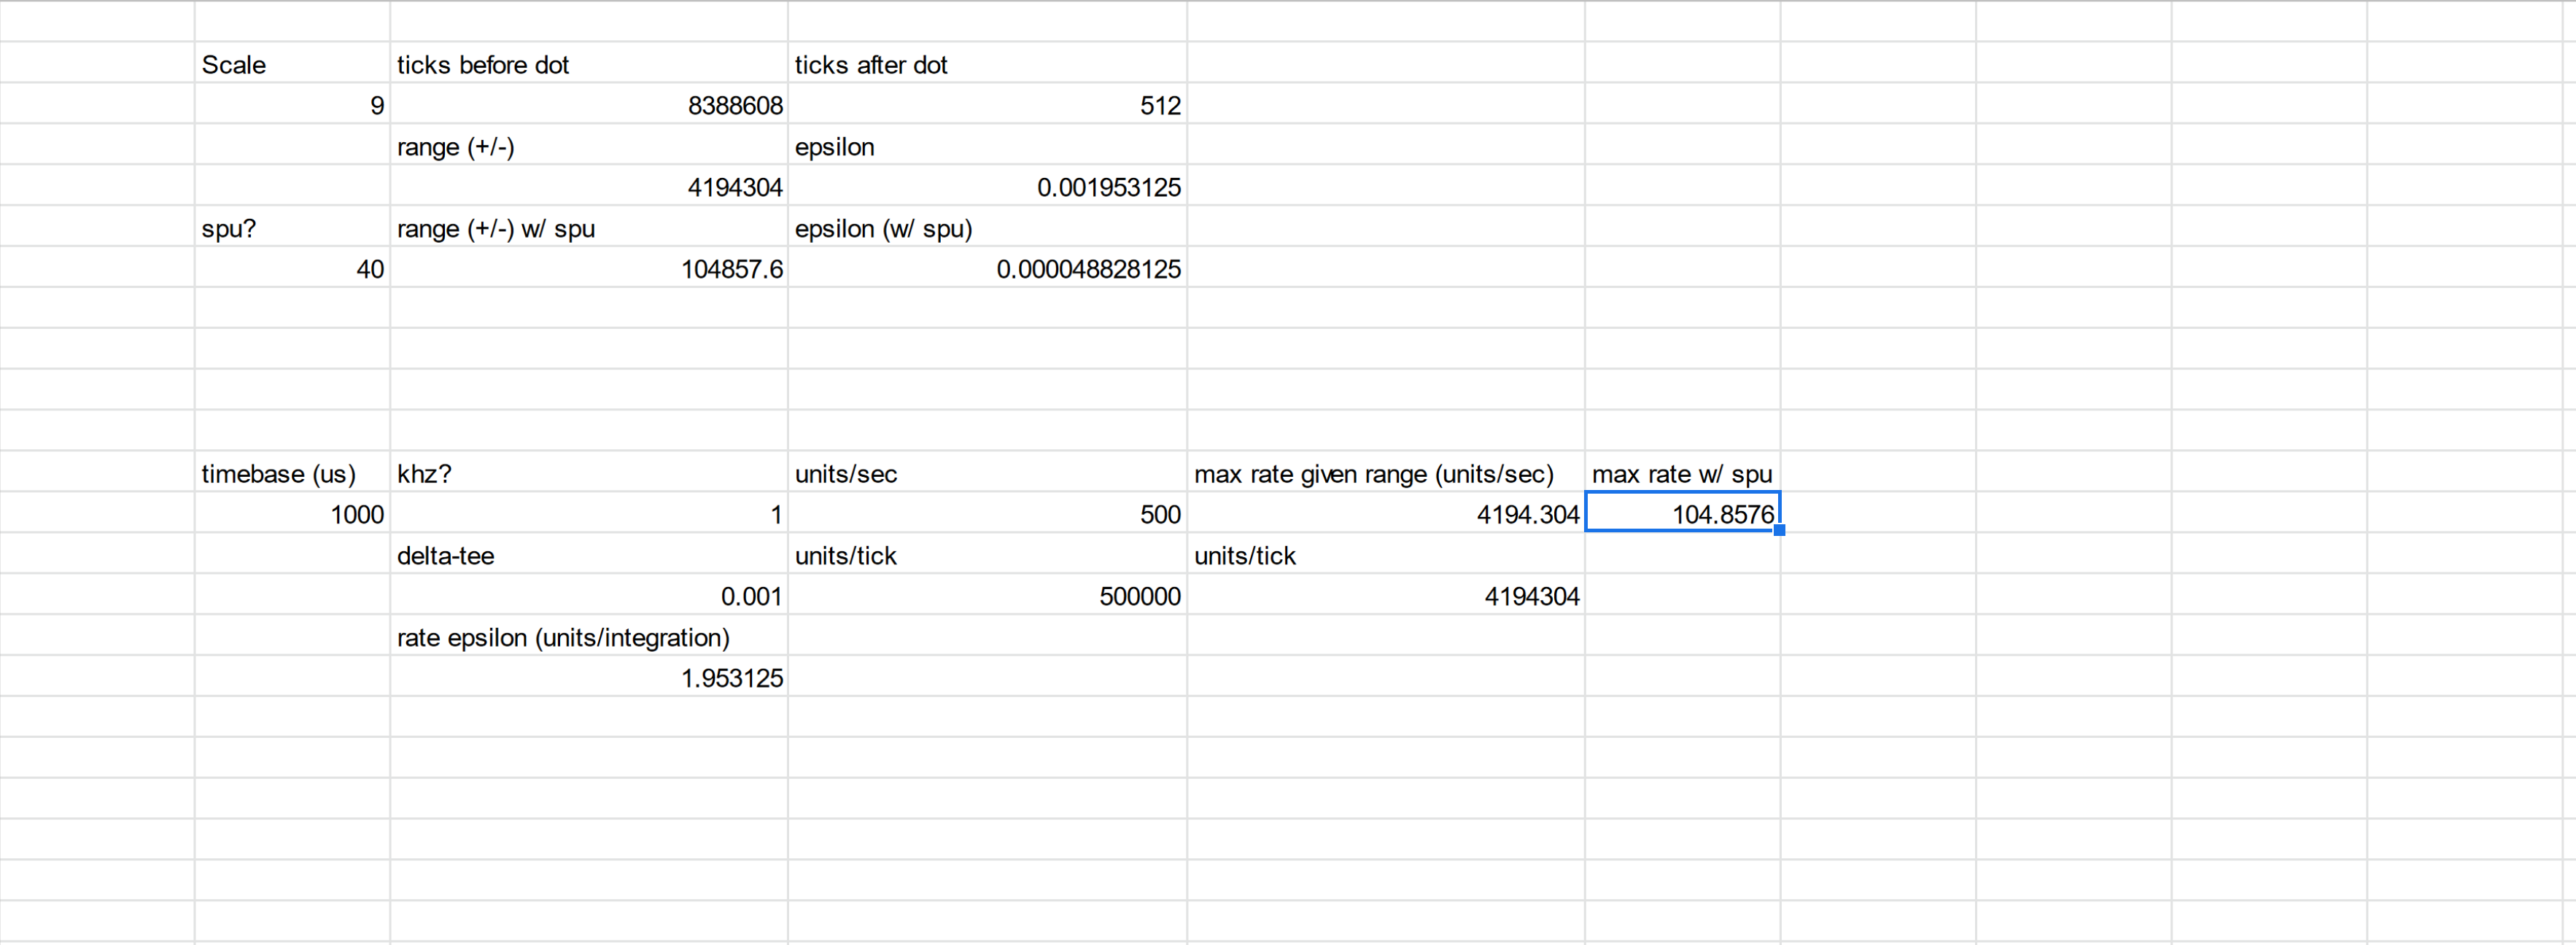 Scale ticks before dot ticks after dot
9 8388608 512
range (+/-) epsilon
4194304 0.001953125
spu? range (+/-) w/ spu epsilon (w/ spu)
40 104857.6 0.000048828125
timebase (us) khz? units/sec max rate given range (units/sec) max rate w/ spu
1000 1 500 4194.304 104.8576
delta-tee units/tick units/tick
0.001 500000 4194304
rate epsilon (units/integration)
1.953125